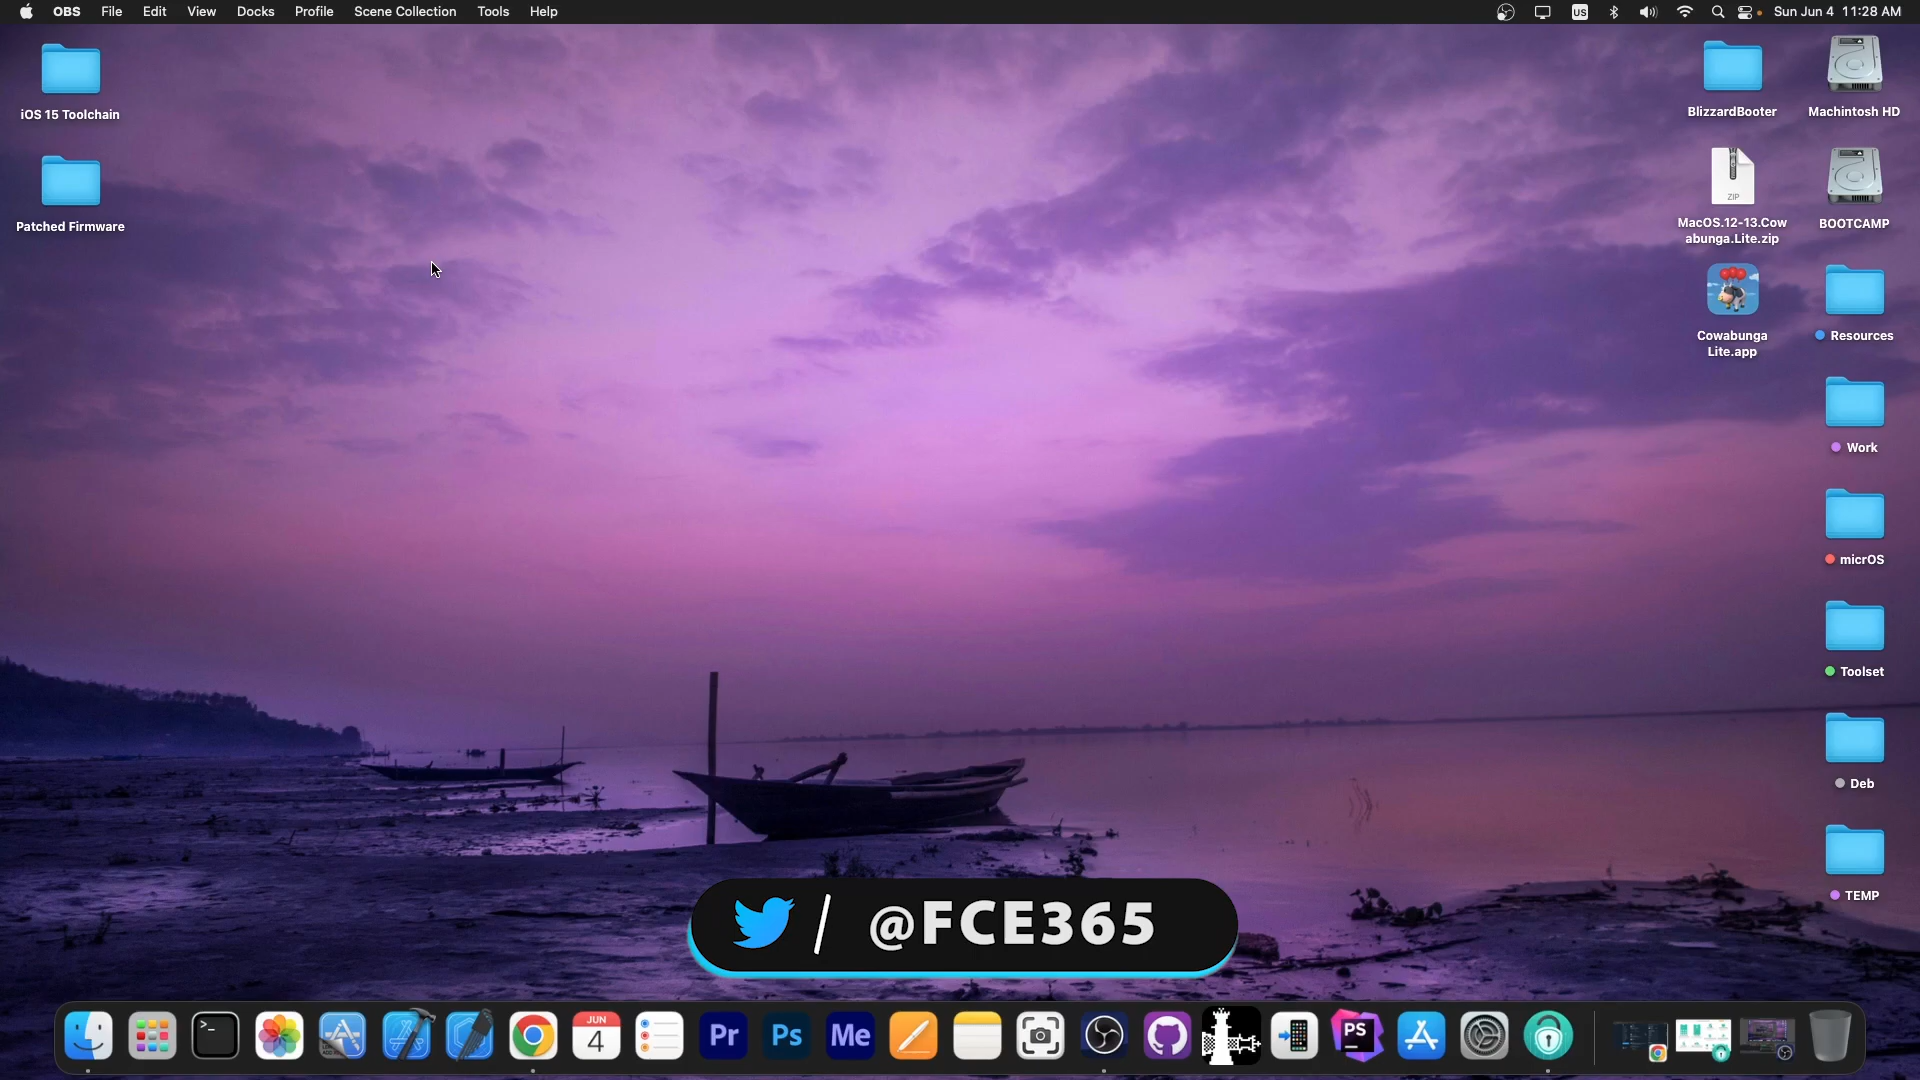 OBS File Edit View Docks Profile Scene Collection Tools Help
US
Sun Jun 4 11:28 AM
iOS 15 Toolchain
Patched Firmware
BlizzardBooter
Machintosh HD
ZIP
MacOS.12-13.Cow
abunga.Lite.zip
BOOTCAMP
Cowabunga
Lite.app
Resources
Work
micrOS
Toolset
Deb
TEMP
/ @FCE365
>_
JUN
4
Pr
Ps
Me
PS